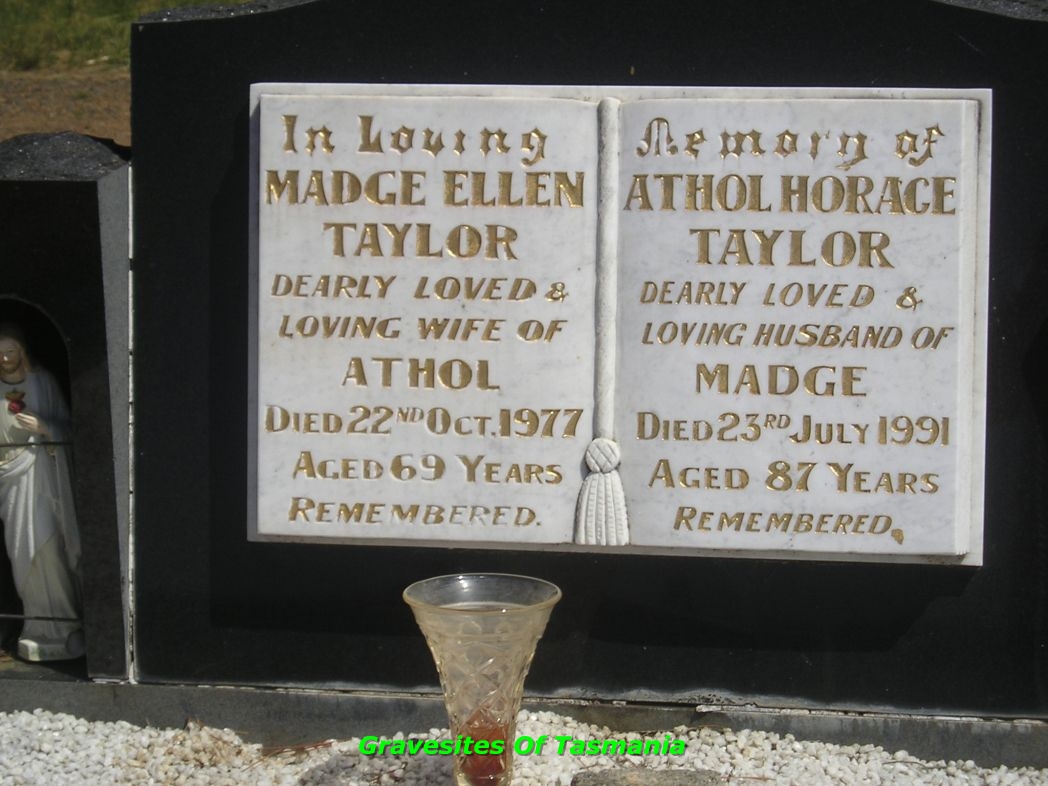 In Loving
MADGE ELLEN
TAYLOR
DEARLY LOVED &
LOVING WIFE OF
ATHOL
DIED 22ND OCT. 1977
AGED 69 YEARS
REMEMBERED.
Memory of
ATHOL HORACE
TAYLOR
DEARLY LOVED &
LOVING HUSBAND OF
MADGE
DIED 23RD JULY 1991
AGED 87 YEARS
REMEMBERED.
Gravesites Of Tasmania